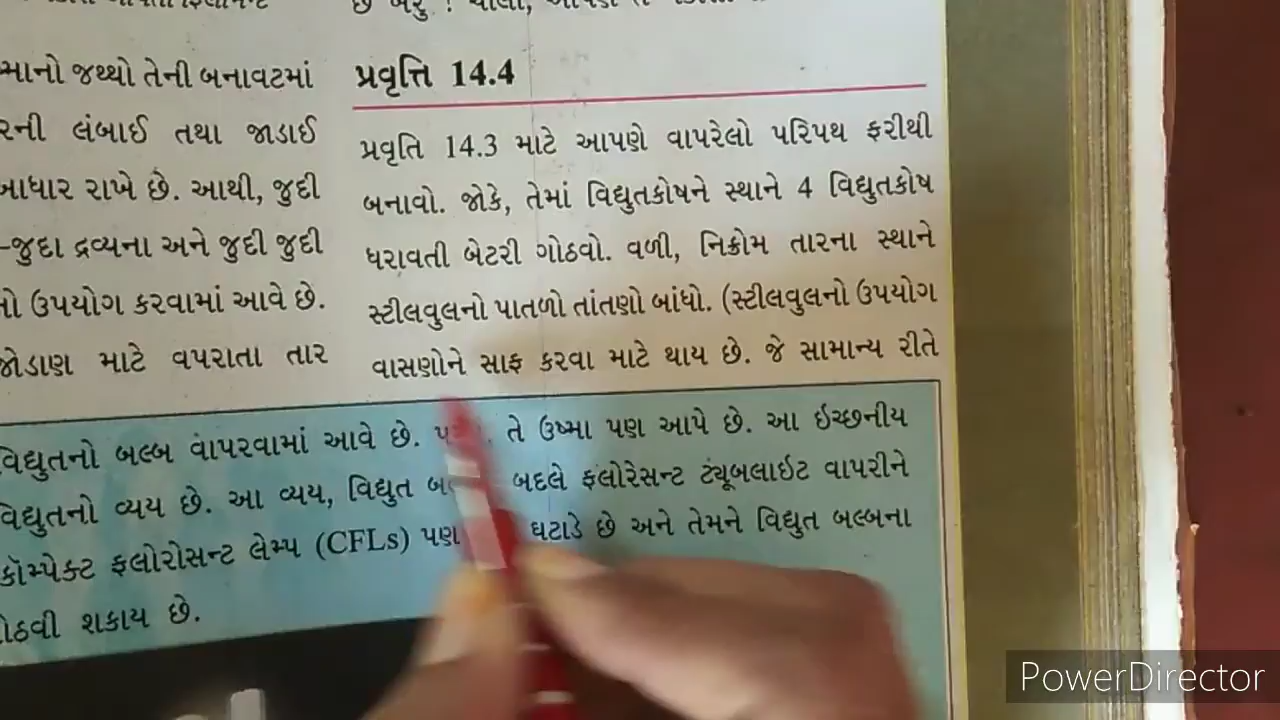 માનો જથ્થો તેની બનાવટમાં
રની લંબાઈ તથા જાડાઈ
આધાર રાખે છે. આથી, જુદી
-જુદા દ્રવ્યના અને જુદી જુદી
નો ઉપયોગ કરવામાં આવે છે.
જોડાણ માટે વપરાતા તાર
પ્રવૃત્તિ 14.4
પ્રવૃતિ 14.3 માટે આપણે વાપરેલો પરિપથ ફરીથી
બનાવો. જોકે, તેમાં વિદ્યુતકોષને સ્થાને 4 વિદ્યુતકોષ
ધરાવતી બેટરી ગોઠવો. વળી, નિક્રોમ તારના સ્થાને
સ્ટીલવુલનો પાતળો તાંતણો બાંધો. (સ્ટીલવુલનો ઉપયોગ
વાસણોને સાફ કરવા માટે થાય છે. જે સામાન્ય રીતે
વિદ્યુતનો બલ્બ વાપરવામાં આવે છે. તે ઉષ્મા પણ આપે છે. આ ઇચ્છનીય
વિદ્યુતનો વ્યય છે. આ વ્યય, વિદ્યુત બદલે ફ્લોરેસન્ટ ટ્યૂબલાઇટ વાપરીને
કૉમ્પેક્ટ ફ્લોરોસન્ટ લેમ્પ (CFLs) પણ ઘટાડે છે અને તેમને વિદ્યુત બલ્બના
ોઠવી શકાય છે.
PowerDirector